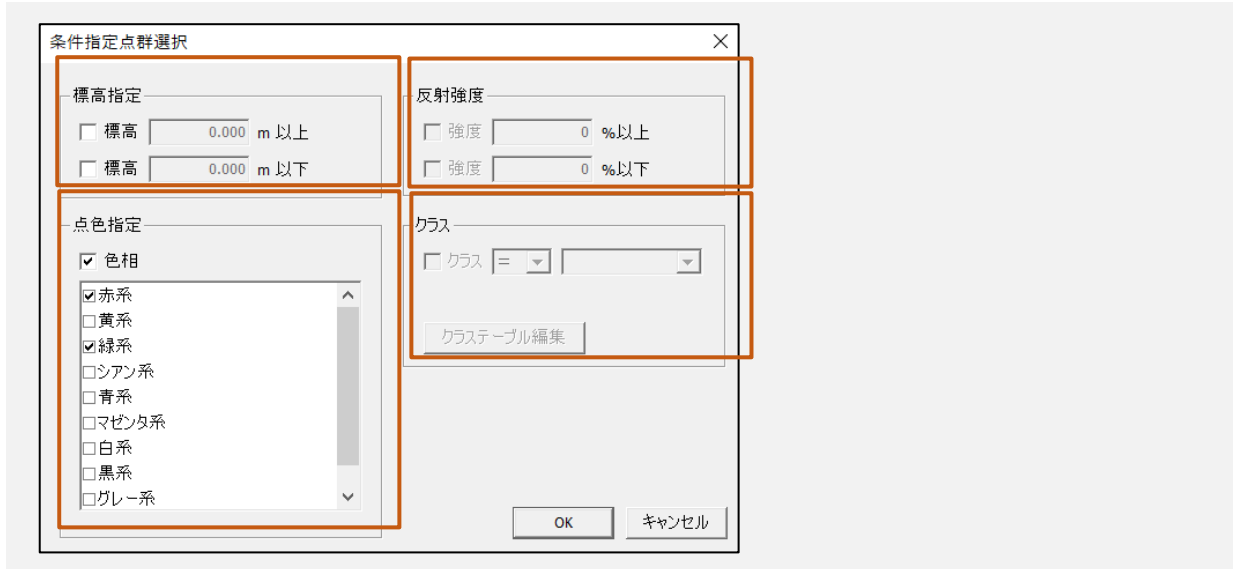 条件指定点群選択
標高指定
標高 0.000 m 以上
標高 0.000 m 以下
反射強度
強度 0 %以上
強度 0 %以下
点色指定
色相
赤系
黄系
緑系
シアン系
青系
マゼンタ系
白系
黒系
グレー系
クラス
クラス =
クラステーブル編集
OK キャンセル